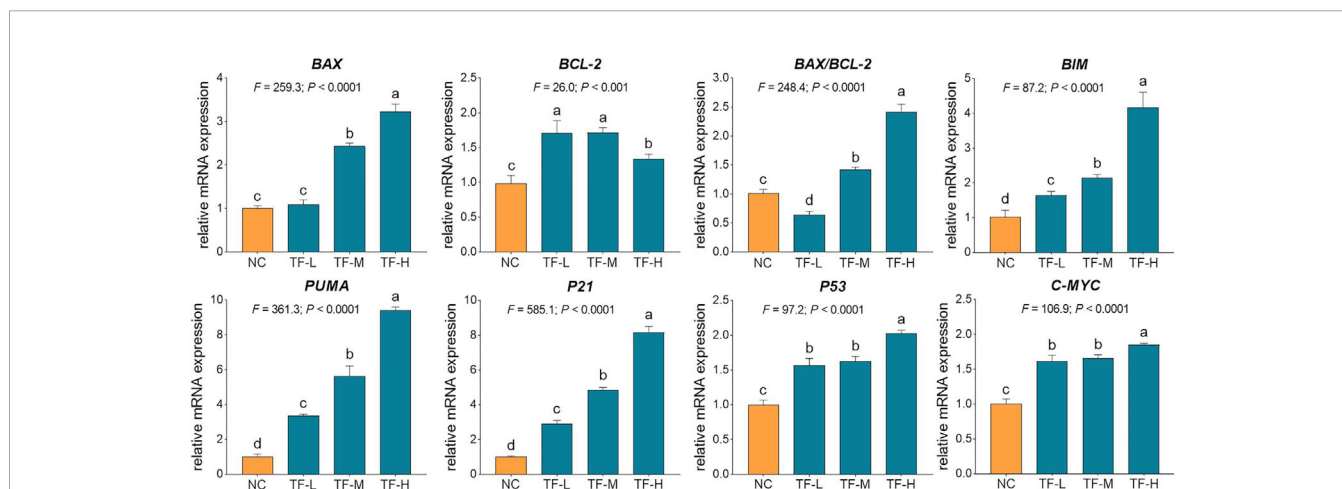 BAX
F = 259.3; P < 0.0001
relative mRNA expression
4
3
2
1
0
c
c
b
a
NC
TF-L
TF-M
TF-H
BCL-2
F = 26.0; P < 0.001
relative mRNA expression
2.5
2.0
1.5
1.0
0.5
0.0
c
a
a
c
NC
TF-L
TF-M
TF-H
BAX/BCL-2
F = 248.4; P < 0.0001
relative mRNA expression
3.0
2.5
2.0
1.5
1.0
0.5
0.0
c
d
b
a
NC
TF-L
TF-M
TF-H
BIM
F = 87.2; P < 0.0001
relative mRNA expression
5
4
3
2
1
0
d
c
b
a
NC
TF-L
TF-M
TF-H
PUMA
F = 361.3; P < 0.0001
relative mRNA expression
10
8
6
4
2
0
d
c
b
a
NC
TF-L
TF-M
TF-H
P21
F = 585.1; P < 0.0001
relative mRNA expression
10
8
6
4
2
0
d
c
b
a
NC
TF-L
TF-M
TF-H
P53
F = 97.2; P < 0.0001
relative mRNA expression
2.5
2.0
1.5
1.0
0.5
0.0
c
b
b
a
NC
TF-L
TF-M
TF-H
C-MYC
F = 106.9; P < 0.0001
relative mRNA expression
2.5
2.0
1.5
1.0
0.5
0.0
c
b
b
a
NC
TF-L
TF-M
TF-H